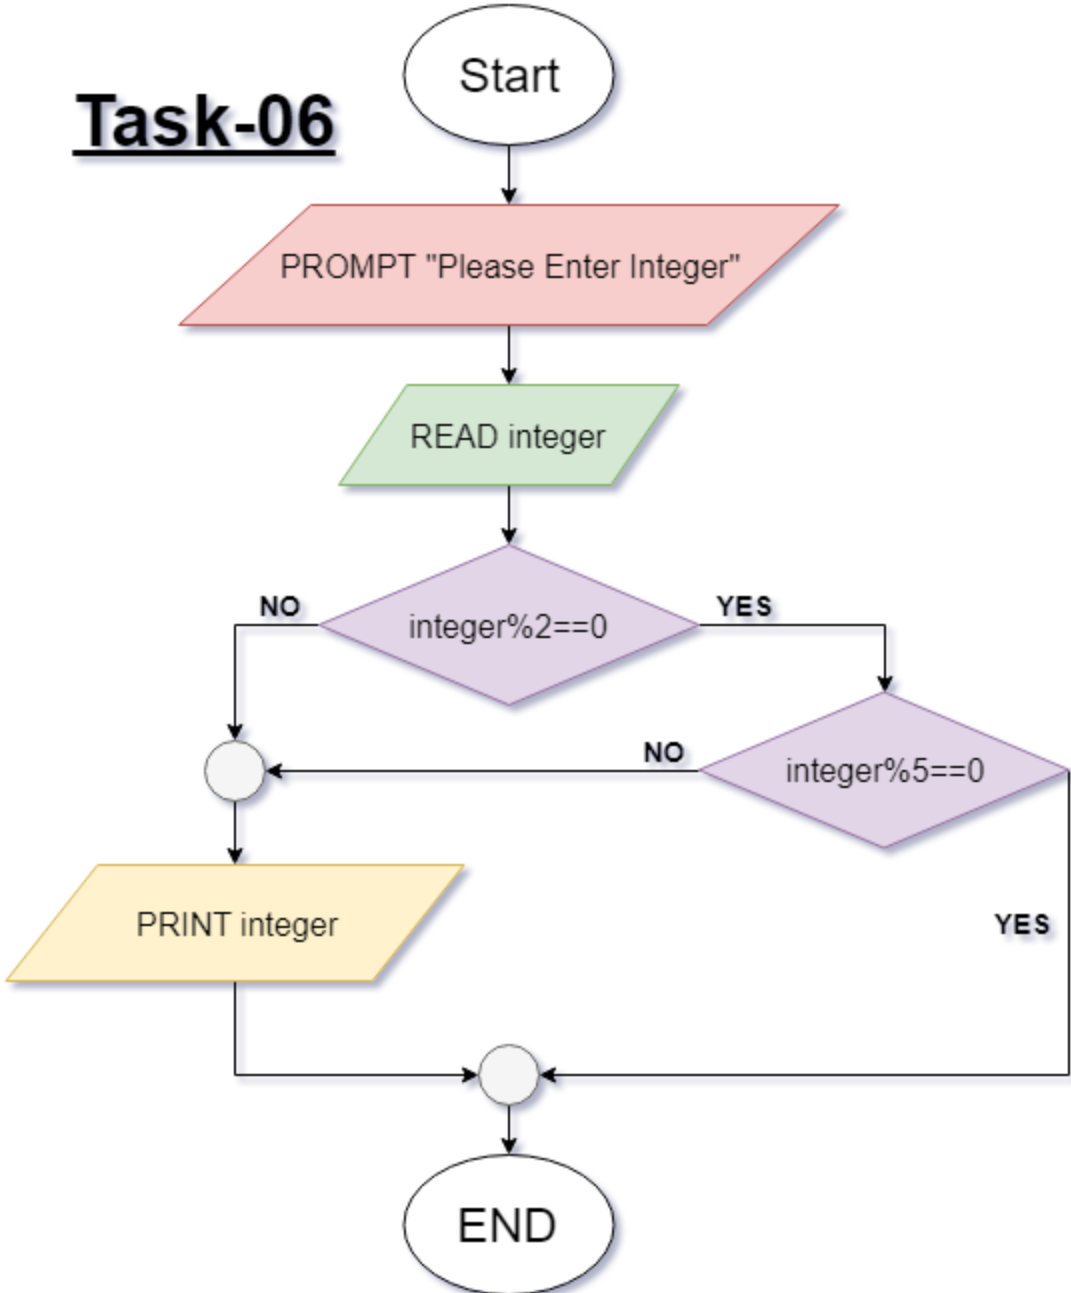 Start
Task-06
PROMPT "Please Enter Integer"
READ integer
NO
integer%2==0
YES
NO
integer%5==0
PRINT integer
YES
END